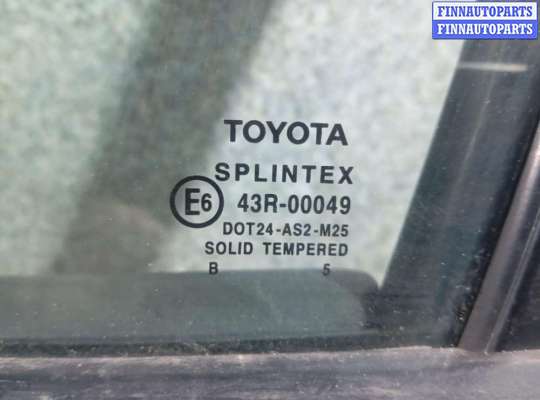 FINNAUTOPARTS
FINNAUTOPARTS
TOYOTA
SPLINTEX
E6 43R-00049
DOT24-AS2-M25
SOLID TEMPERED
B 5